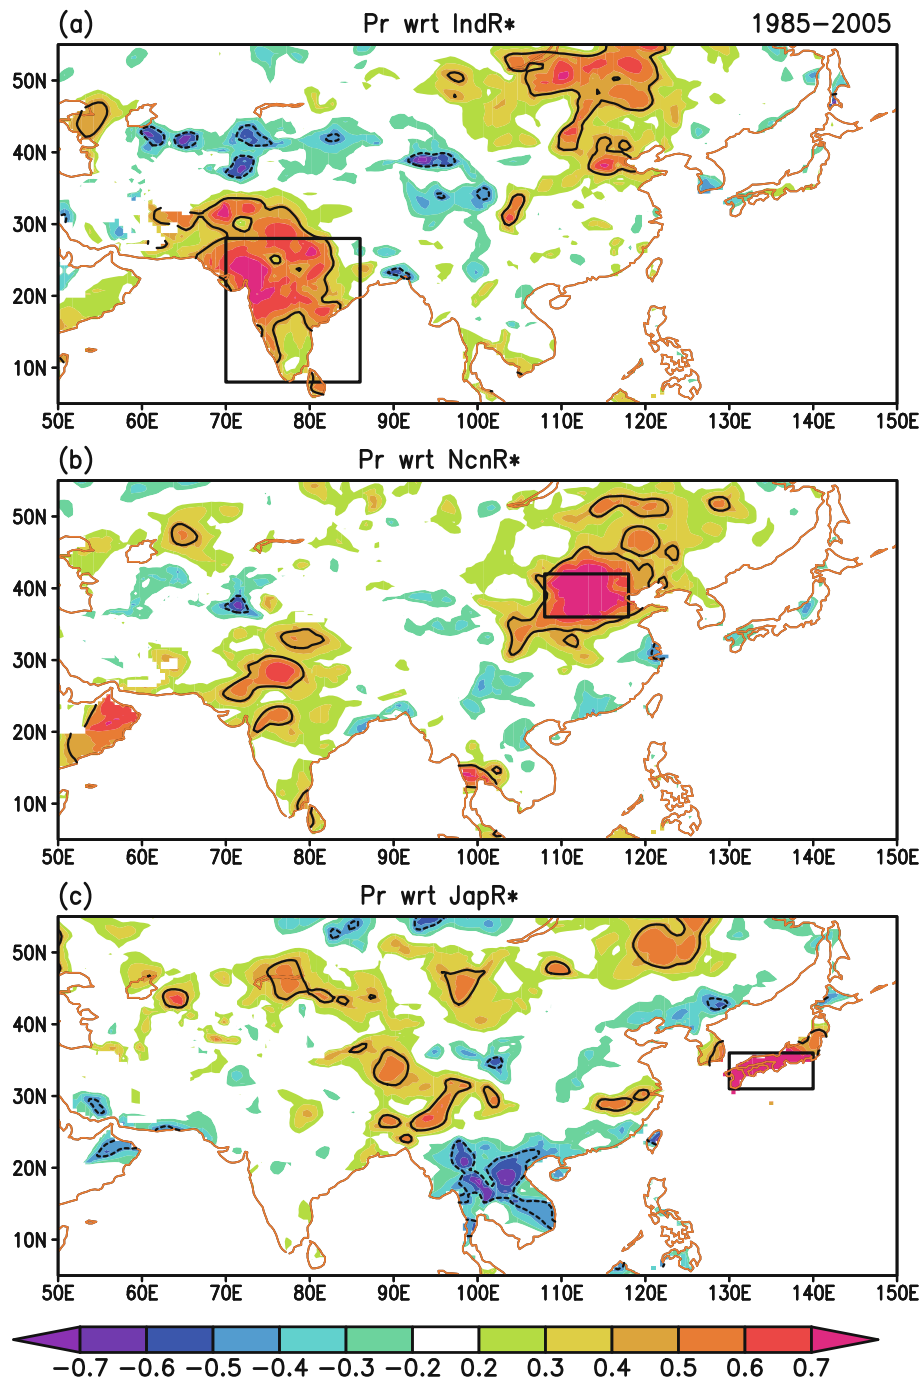 (a) Pr wrt IndR* 1985−2005
50N
40N
30N
20N
10N
50E 60E 70E 80E 90E 100E 110E 120E 130E 140E 150E
(b) Pr wrt NcnR*
50N
40N
30N
20N
10N
50E 60E 70E 80E 90E 100E 110E 120E 130E 140E 150E
(c) Pr wrt JapR*
50N
40N
30N
20N
10N
50E 60E 70E 80E 90E 100E 110E 120E 130E 140E 150E
−0.7 −0.6 −0.5 −0.4 −0.3 −0.2 0.2 0.3 0.4 0.5 0.6 0.7